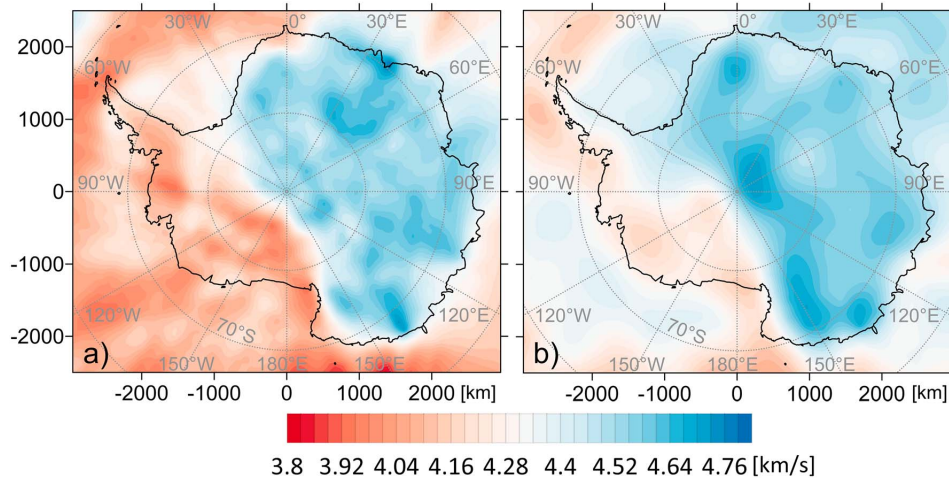 30°W 0° 30°E
30°W 0° 30°E
2000
60°W 60°E
60°W 60°E
1000
0 90°W 90°E
90°W 90°E
-1000
120°W 120°E
120°W 120°E
-2000
a) 70°S
b) 70°S
150°W 180°E 150°E
150°W 180°E 150°E
-2000 -1000 0 1000 2000 [km]
-2000 -1000 0 1000 2000 [km]
3.8 3.92 4.04 4.16 4.28 4.4 4.52 4.64 4.76 [km/s]